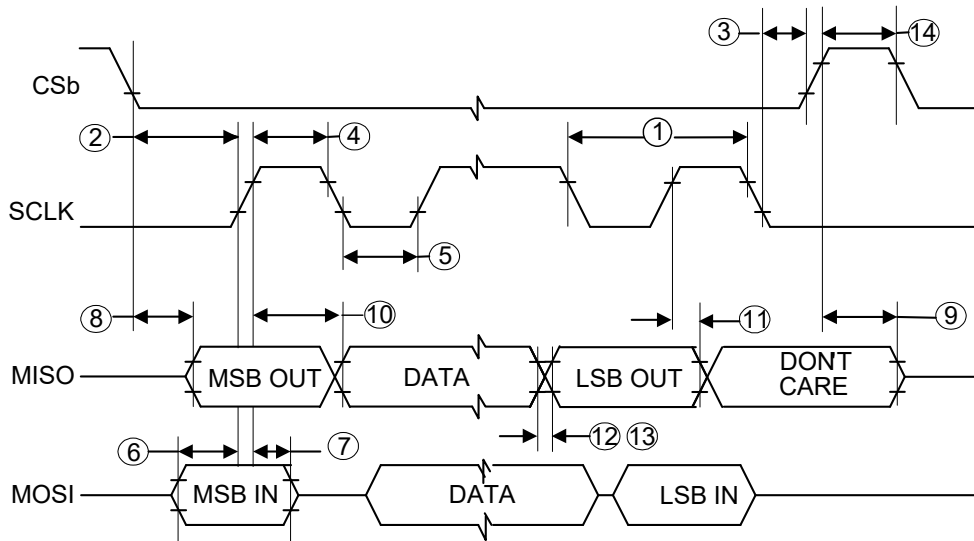 ③ ⑭
CSb
② ④ ①
SCLK
⑤
⑧ ⑩ ⑪ ⑨
MISO MSB OUT DATA LSB OUT DON'T
CARE
⑥ ⑦ ⑫ ⑬
MOSI MSB IN DATA LSB IN